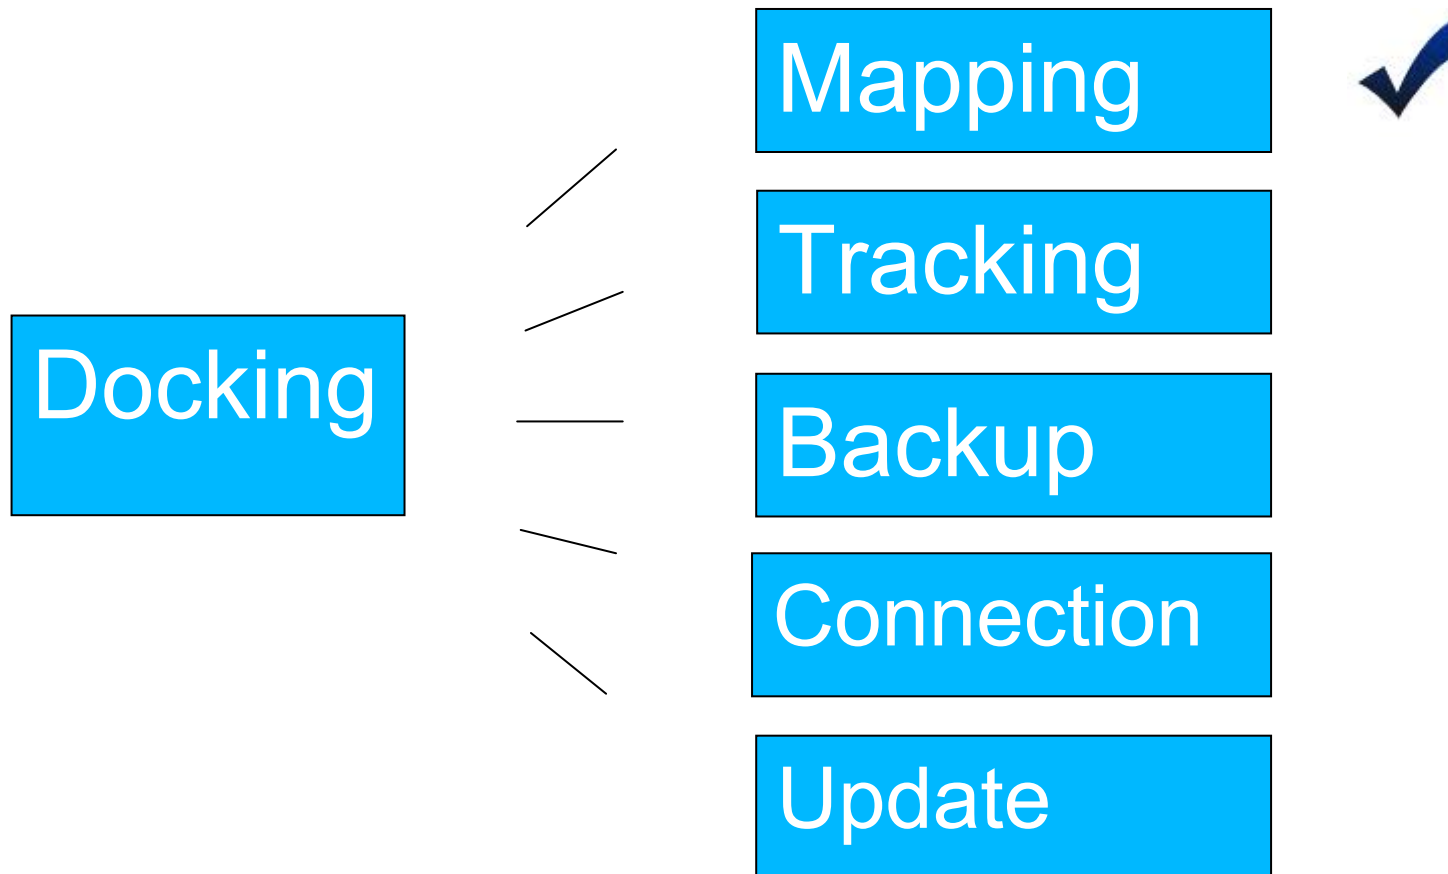 Mapping
Tracking
Docking
Backup
Connection
Update